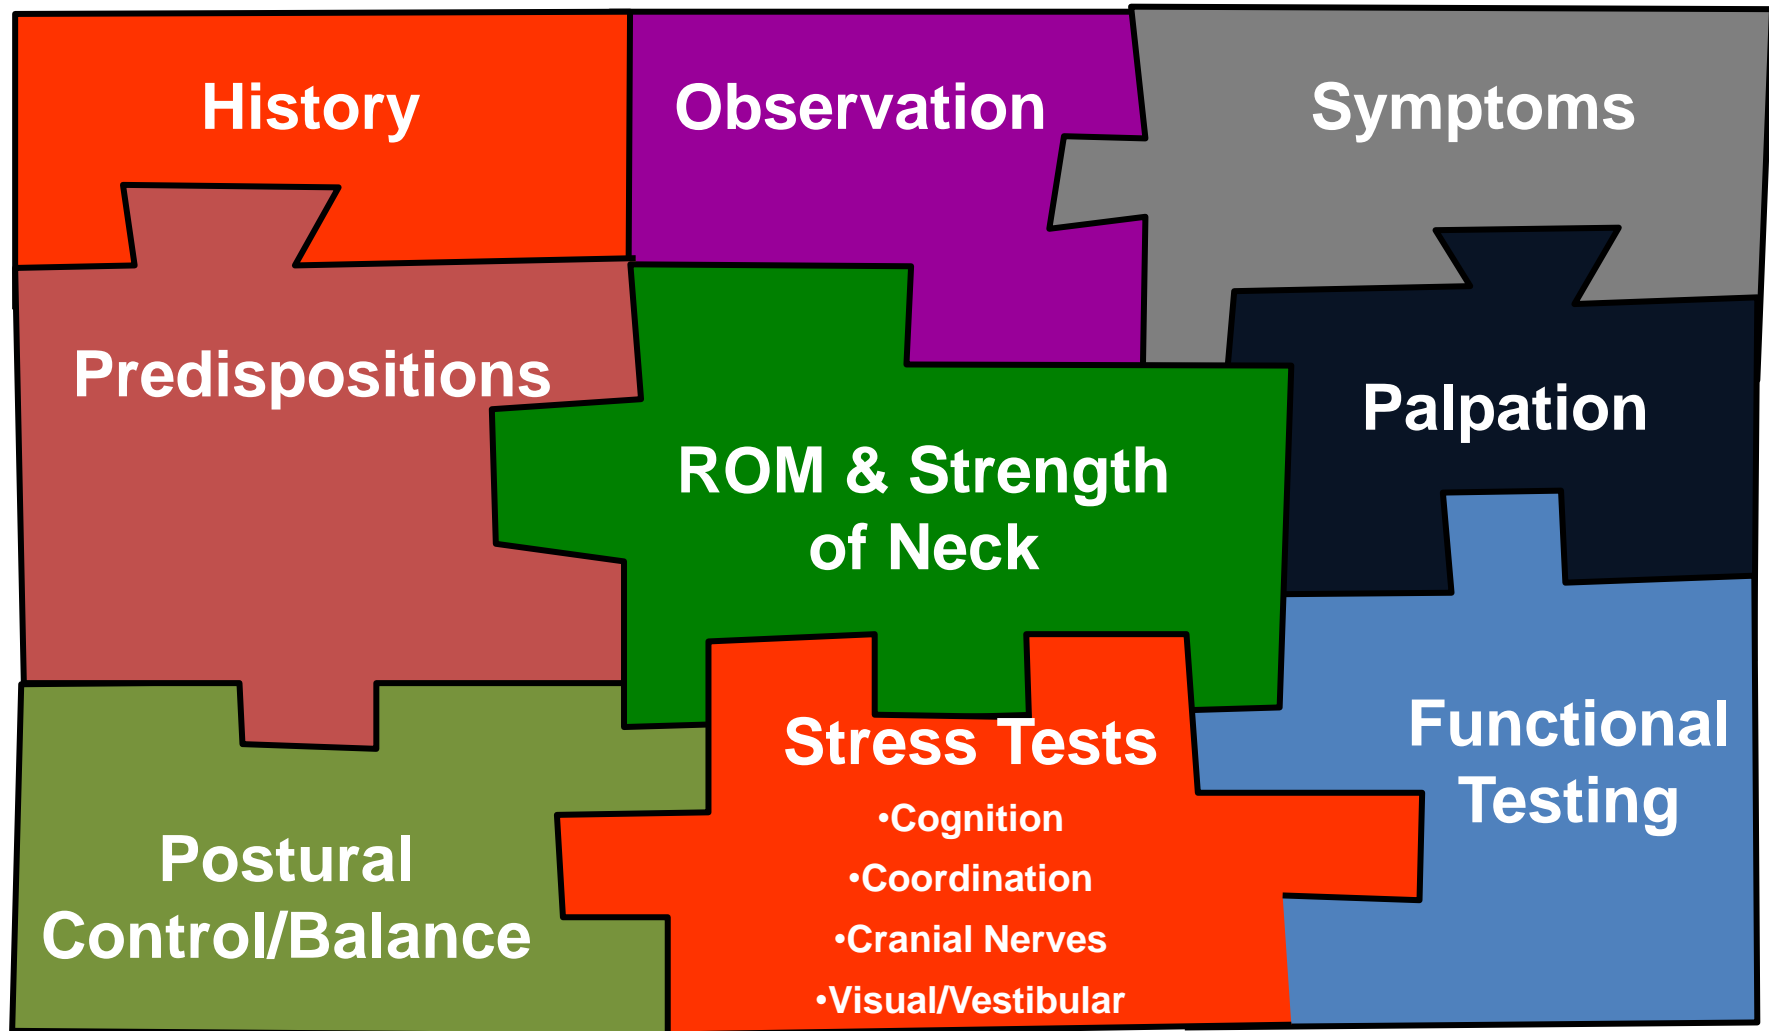 History
Observation
Symptoms
Predispositions
ROM & Strength
of Neck
Palpation
Postural
Control/Balance
Stress Tests
•Cognition
•Coordination
•Cranial Nerves
•Visual/Vestibular
Functional
Testing